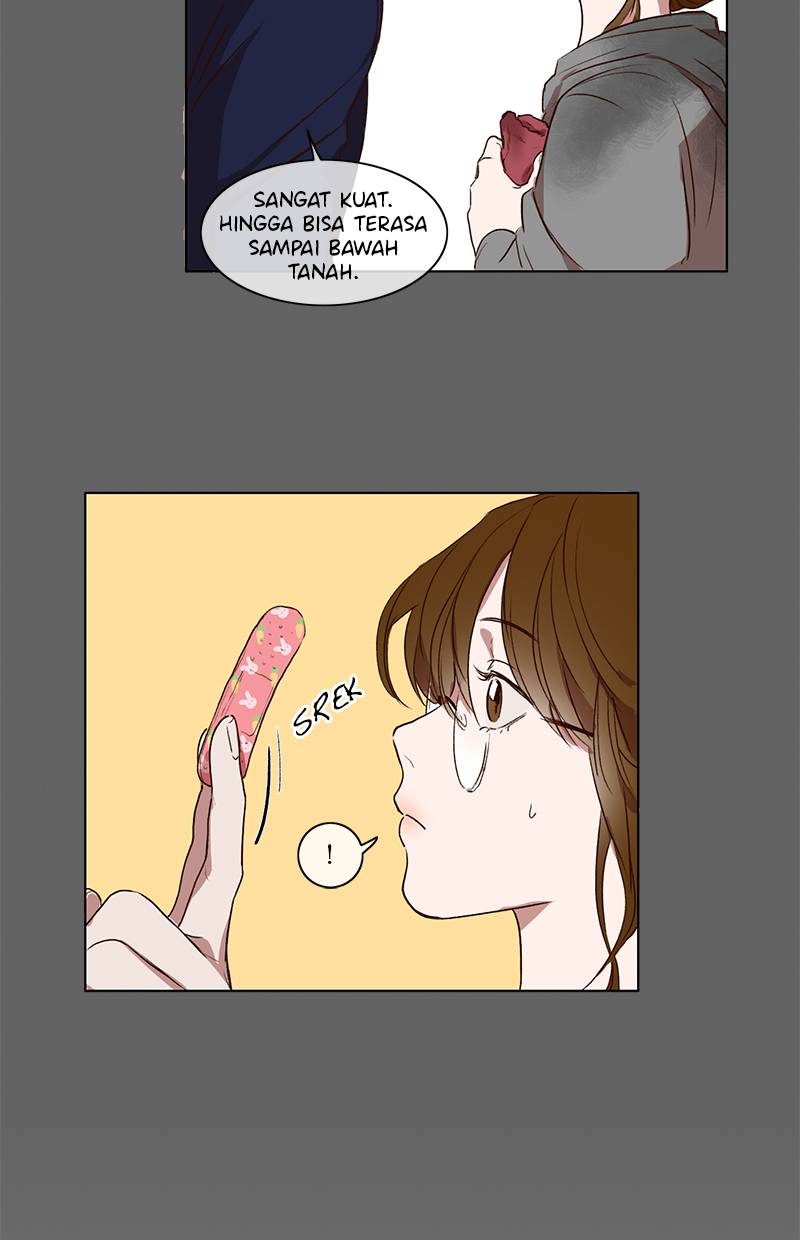 SANGAT KUAT.
HINGGA BISA TERASA
SAMPAI BAWAH
TANAH.
SREK
!